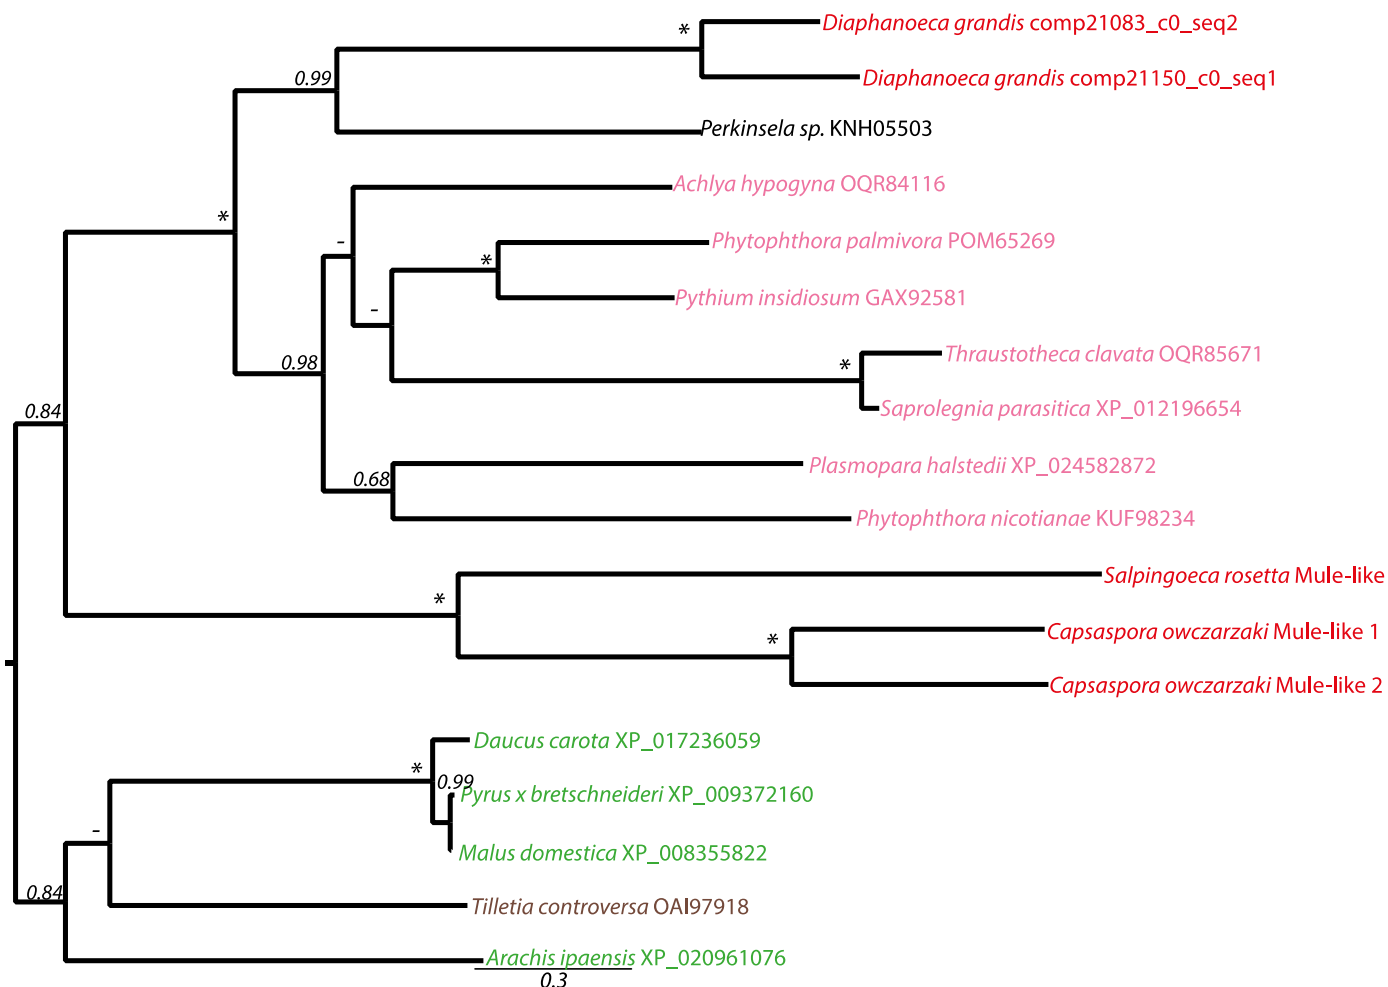 * Diaphanoeca grandis comp21083_c0_seq2
0.99 Diaphanoeca grandis comp21150_c0_seq1
Perkinsela sp. KNH05503
Achlya hypogyna OQR84116
*
- Phytophthora palmivora POM65269
*
Pythium insidiosum GAX92581
-
Thraustotheca clavata OQR85671
0.98 *
0.84 Saprolegnia parasitica XP_012196654
Plasmopara halstedii XP_024582872
0.68
Phytophthora nicotianae KUF98234
Salpingoeca rosetta Mule-like
*
Capsaspora owczarzaki Mule-like 1
*
Capsaspora owczarzaki Mule-like 2
Daucus carota XP_017236059
*
0.99
Pyrus x bretschneideri XP_009372160
-
Malus domestica XP_008355822
0.84
Tilletia controversa OAI97918
Arachis ipaensis XP_020961076
0.3